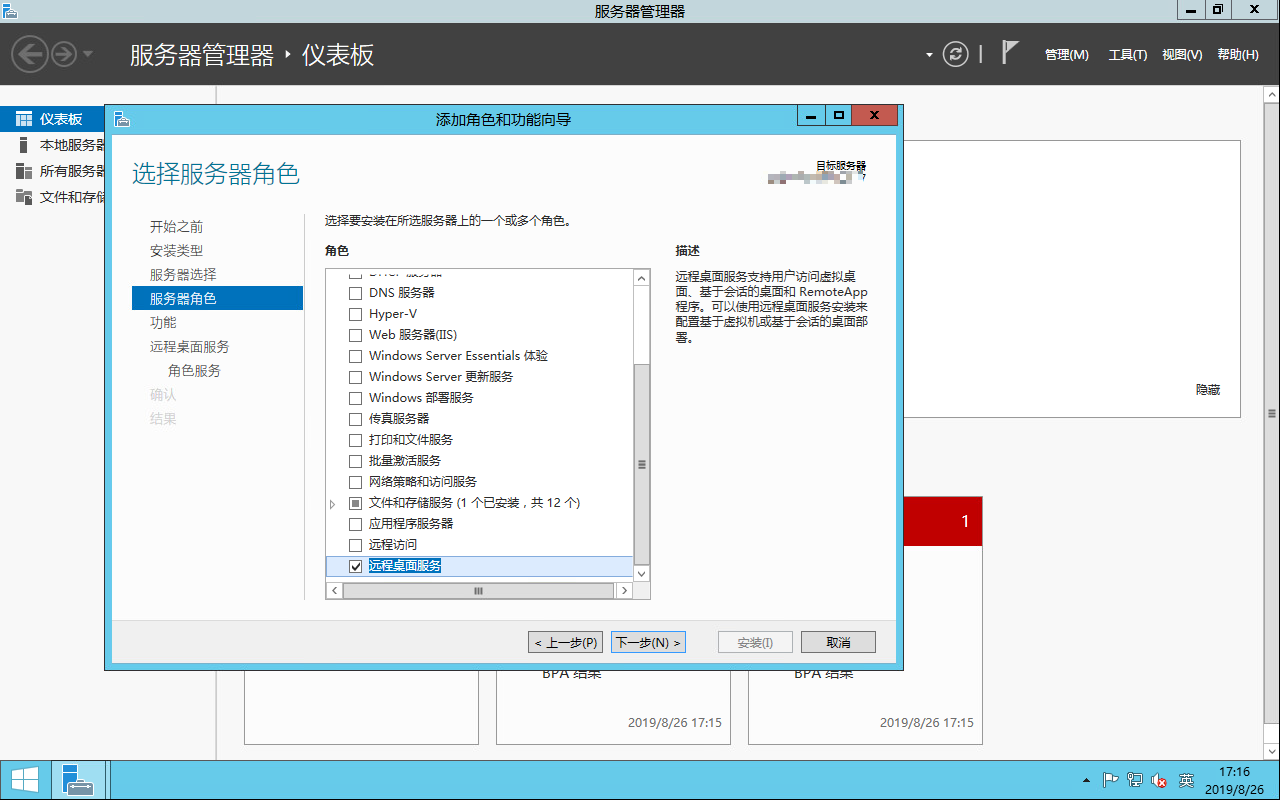 服务器管理器
服务器管理器 ‣ 仪表板
管理(M) 工具(T) 视图(V) 帮助(H)
仪表板
本地服务器
所有服务器
文件和存储
添加角色和功能向导
选择服务器角色
目标服务器
7
开始之前
安装类型
服务器选择
服务器角色
功能
远程桌面服务
角色服务
确认
结果
选择要安装在所选服务器上的一个或多个角色。
角色
DHCP 服务器
DNS 服务器
Hyper-V
Web 服务器(IIS)
Windows Server Essentials 体验
Windows Server 更新服务
Windows 部署服务
传真服务器
打印和文件服务
批量激活服务
网络策略和访问服务
文件和存储服务 (1 个已安装，共 12 个)
应用程序服务器
远程访问
远程桌面服务
描述
远程桌面服务支持用户访问虚拟桌
面、基于会话的桌面和 RemoteApp
程序。可以使用远程桌面服务安装来
配置基于虚拟机或基于会话的桌面部
署。
< 上一步(P) 下一步(N) > 安装(I) 取消
隐藏
1
BPA 结果
2019/8/26 17:15
BPA 结果
2019/8/26 17:15
英
17:16
2019/8/26